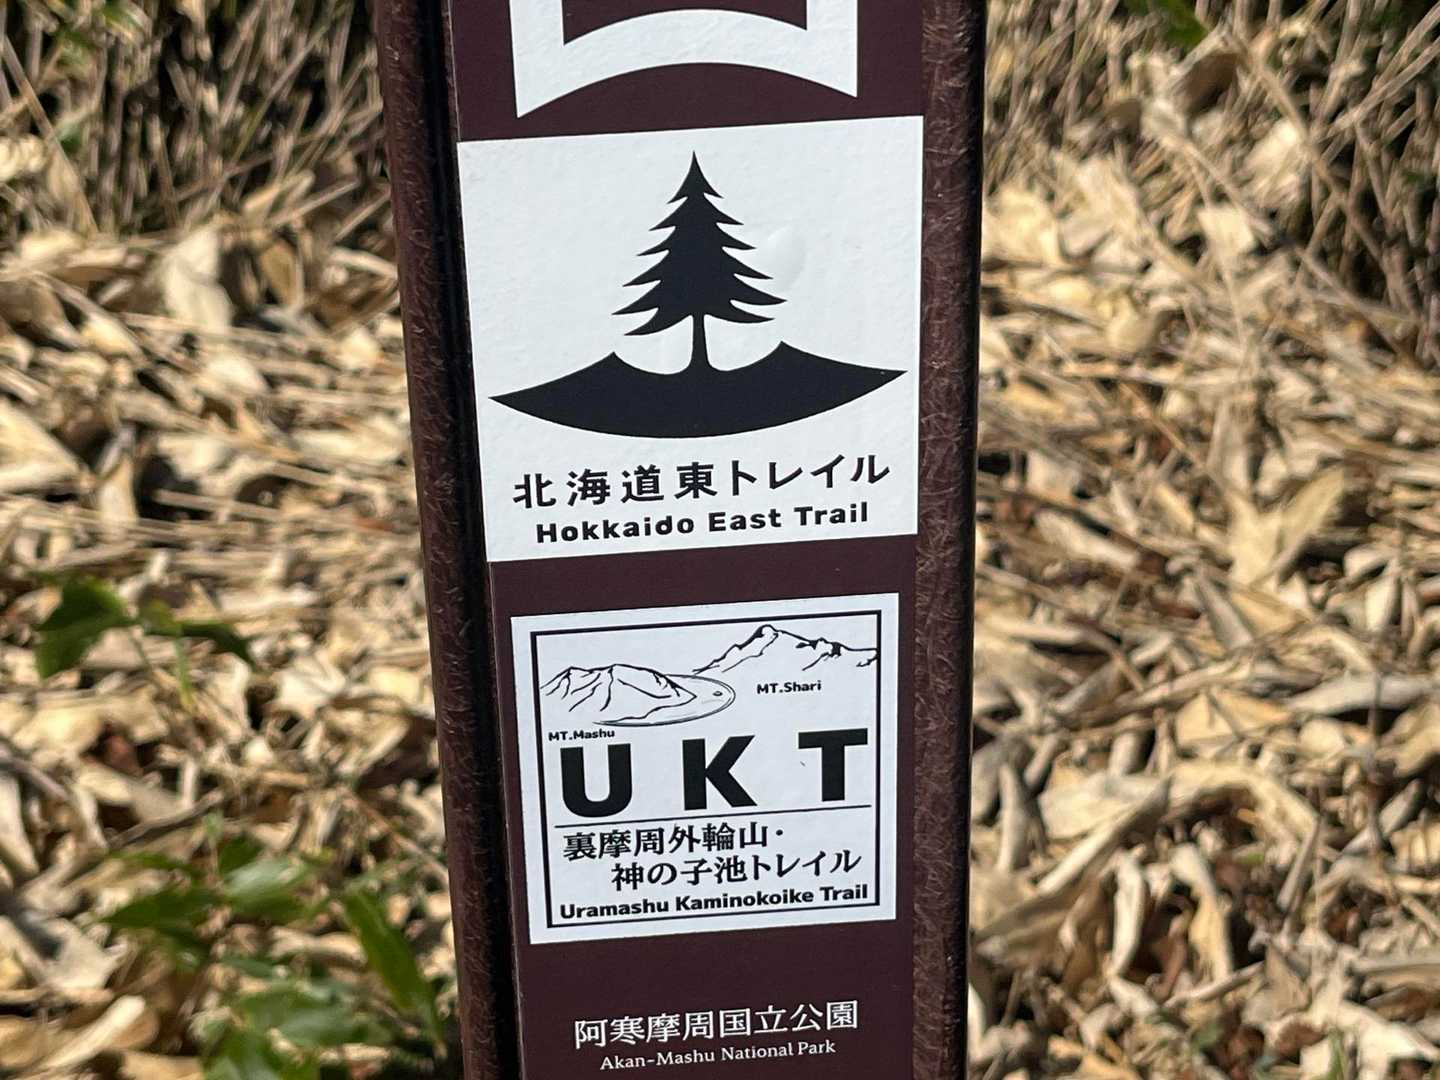 北海道東トレイル
Hokkaido East Trail
MT.Shari
MT.Mashu
UKT
裏摩周外輪山・
神の子池トレイル
Uramashu Kaminokoike Trail
阿寒摩周国立公園
Akan-Mashu National Park